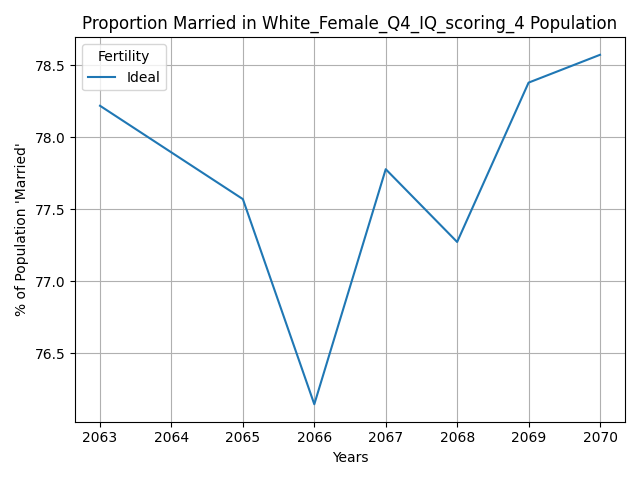 Proportion Married in White_Female_Q4_IQ_scoring_4 Population
Fertility
Ideal
% of Population 'Married'
78.5
78.0
77.5
77.0
76.5
2063 2064 2065 2066 2067 2068 2069 2070
Years